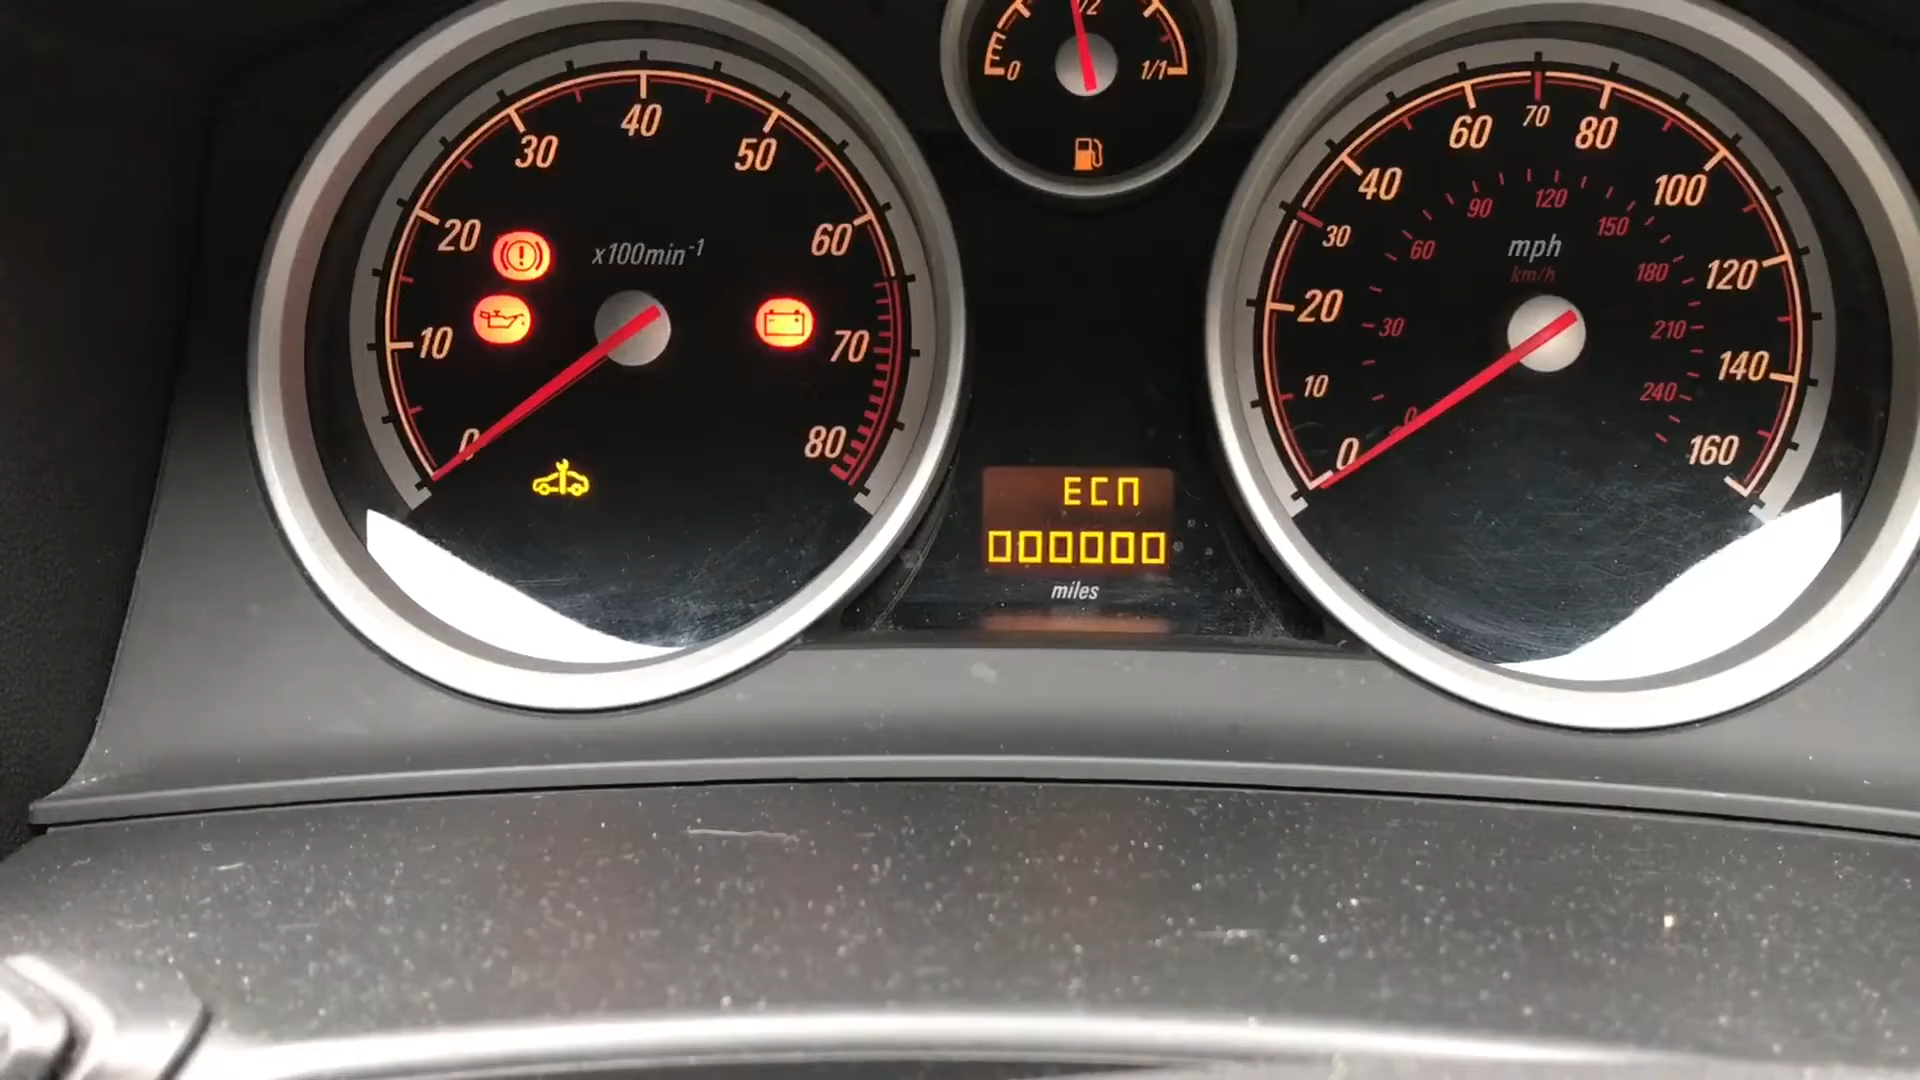 0 10 20 30 40 50 60 70 80
x100min⁻¹
0 1/2 1/1
0 10 20 30 40 60 70 80 100 120 140 160
0 30 60 90 120 150 180 210 240
mph
km/h
ECN
000000
miles